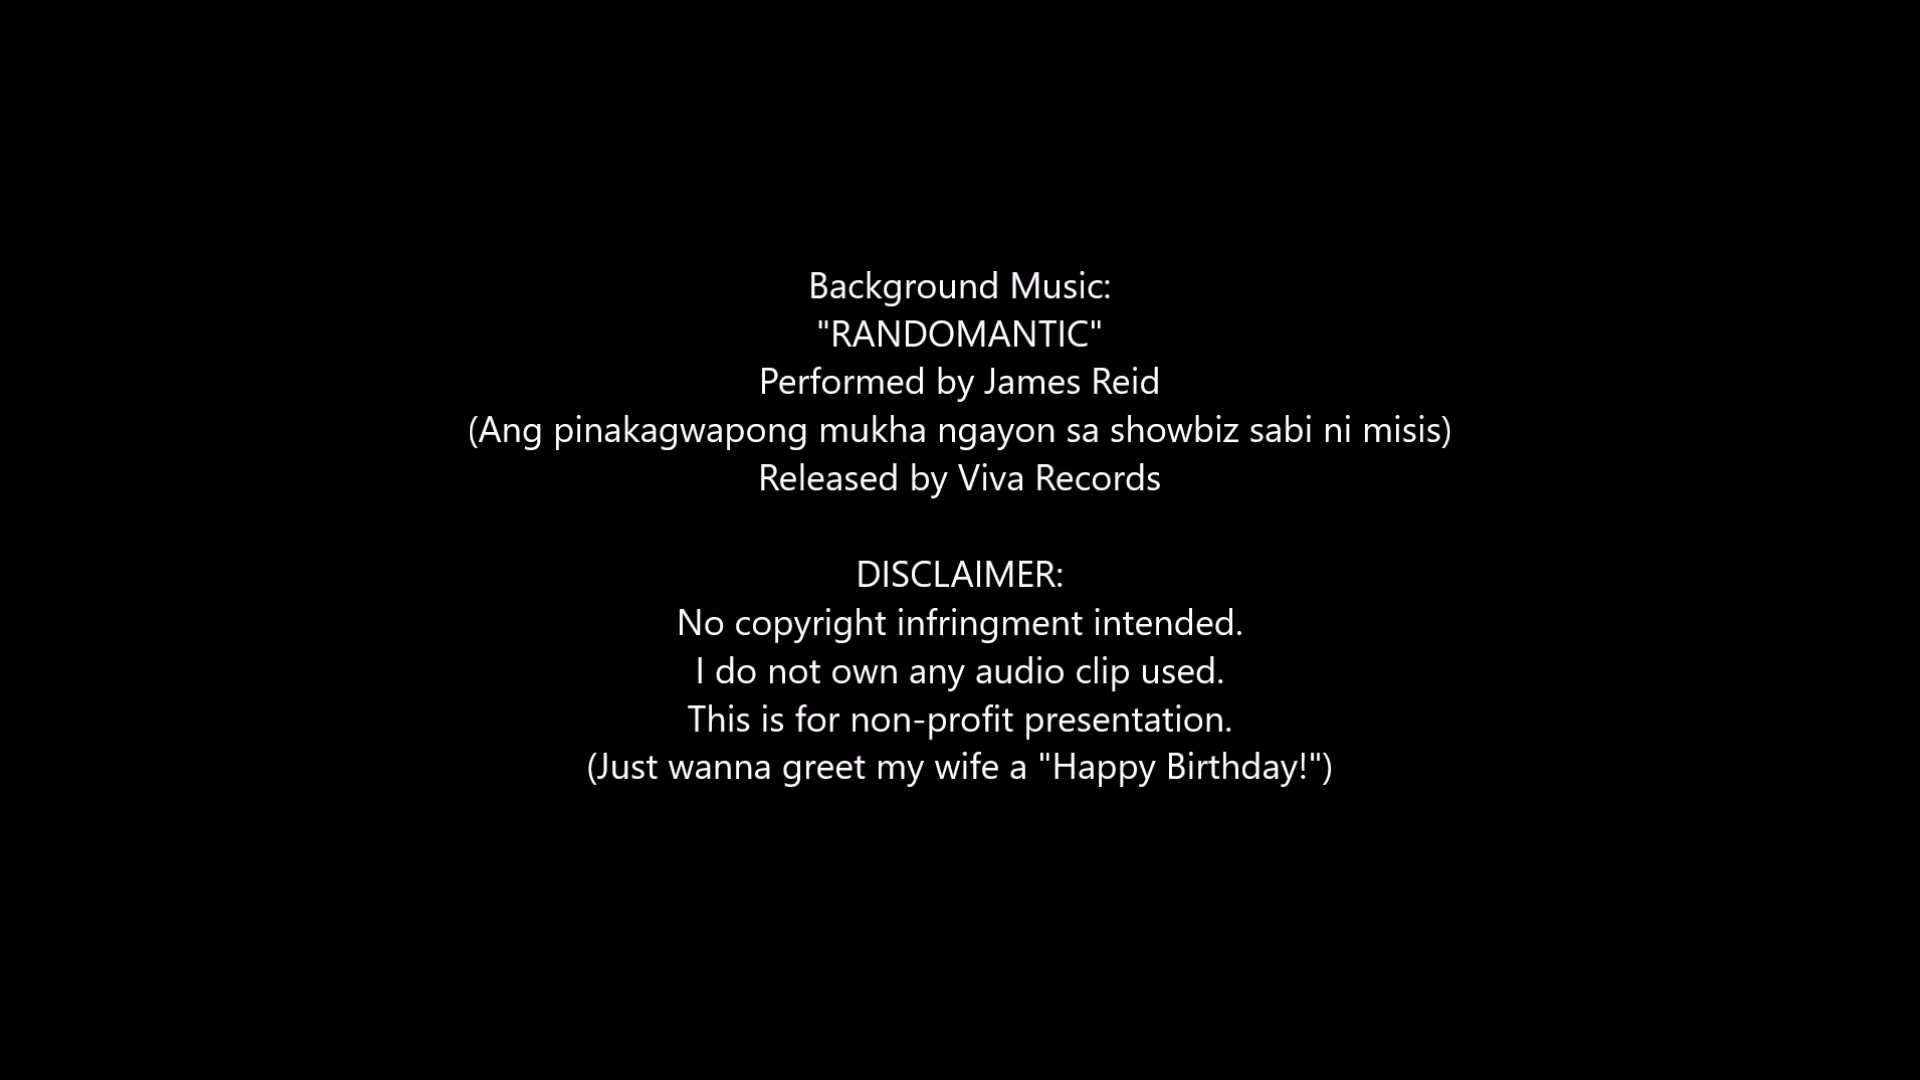 Background Music:
"RANDOMANTIC"
Performed by James Reid
(Ang pinakagwapong mukha ngayon sa showbiz sabi ni misis)
Released by Viva Records
DISCLAIMER:
No copyright infringment intended.
I do not own any audio clip used.
This is for non-profit presentation.
(Just wanna greet my wife a "Happy Birthday!")